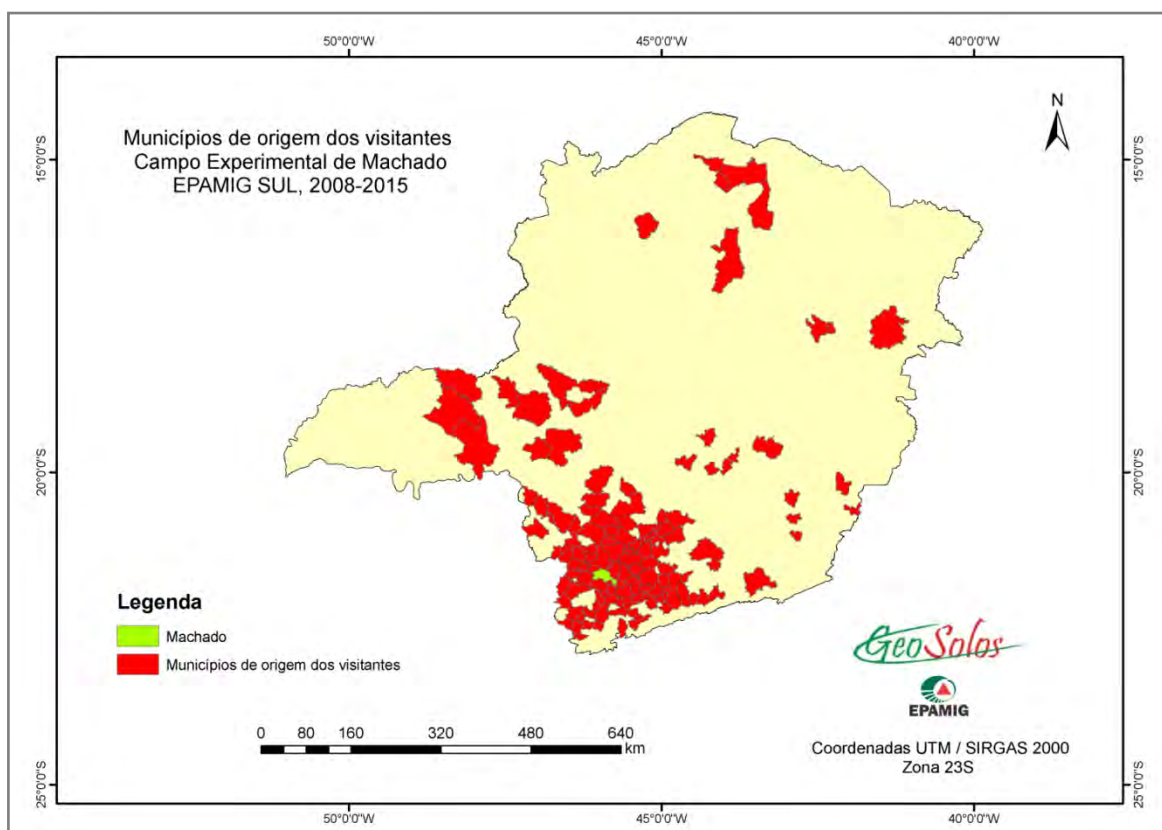 50°0'0"W
45°0'0"W
40°0'0"W
N
Municípios de origem dos visitantes
Campo Experimental de Machado
EPAMIG SUL, 2008-2015
15°0'0"S
15°0'0"S
20°0'0"S
20°0'0"S
Legenda
Machado
Municípios de origem dos visitantes
GeoSolos
EPAMIG
0 80 160 320 480 640
km
Coordenadas UTM / SIRGAS 2000
Zona 23S
25°0'0"S
25°0'0"S
50°0'0"W
45°0'0"W
40°0'0"W